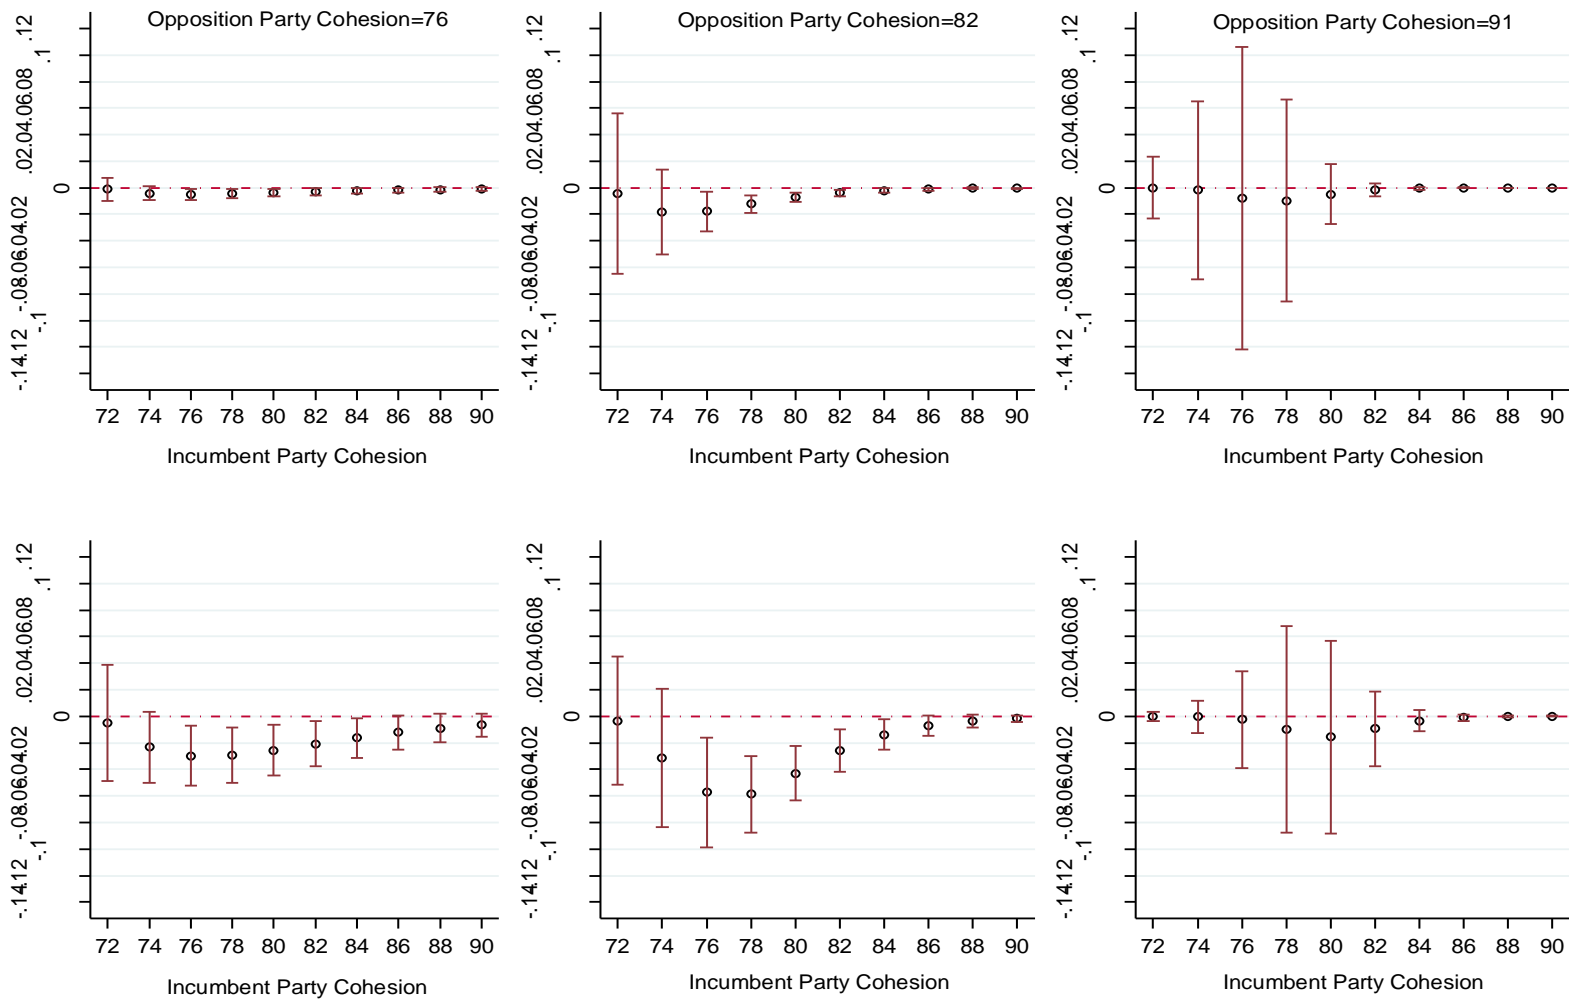 Opposition Party Cohesion=76
.12
.1
.02.04.06.08
0
-.08.06.04.02
-.1
-.14.12
72 74 76 78 80 82 84 86 88 90
Incumbent Party Cohesion
Opposition Party Cohesion=82
.12
.1
.02.04.06.08
0
-.08.06.04.02
-.1
-.14.12
72 74 76 78 80 82 84 86 88 90
Incumbent Party Cohesion
Opposition Party Cohesion=91
.12
.1
.02.04.06.08
0
-.08.06.04.02
-.1
-.14.12
72 74 76 78 80 82 84 86 88 90
Incumbent Party Cohesion
.12
.1
.02.04.06.08
0
-.08.06.04.02
-.1
-.14.12
72 74 76 78 80 82 84 86 88 90
Incumbent Party Cohesion
.12
.1
.02.04.06.08
0
-.08.06.04.02
-.1
-.14.12
72 74 76 78 80 82 84 86 88 90
Incumbent Party Cohesion
.12
.1
.02.04.06.08
0
-.08.06.04.02
-.1
-.14.12
72 74 76 78 80 82 84 86 88 90
Incumbent Party Cohesion